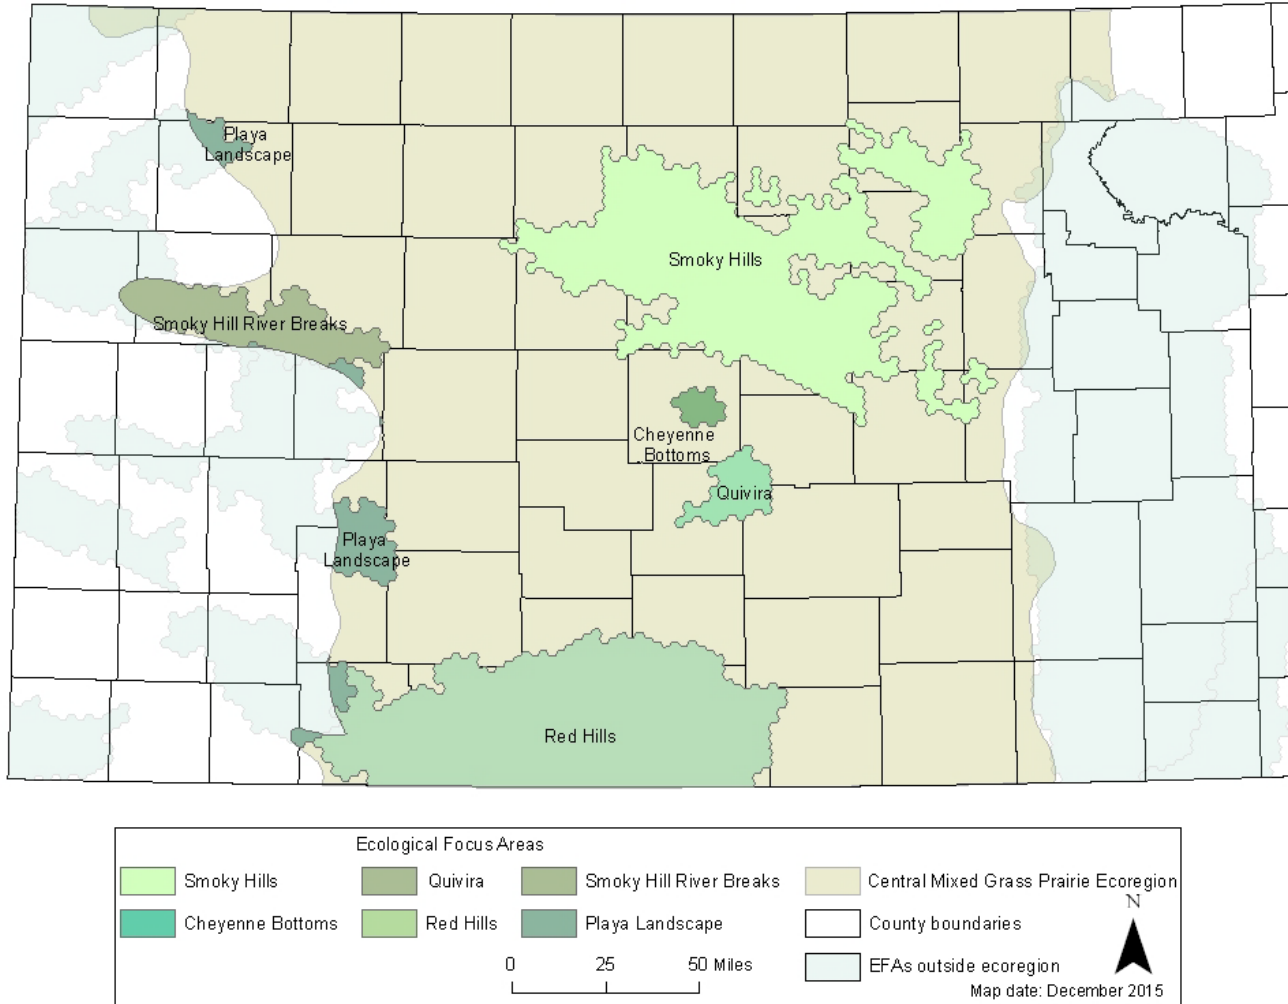 Playa
Landscape
Smoky Hills
Smoky Hill River Breaks
Cheyenne
Bottoms
Quivira
Playa
Landscape
Red Hills
Ecological Focus Areas
Smoky Hills
Quivira
Smoky Hill River Breaks
Central Mixed Grass Prairie Ecoregion
Cheyenne Bottoms
Red Hills
Playa Landscape
County boundaries
N
0 25 50 Miles
EFAs outside ecoregion
Map date: December 2015